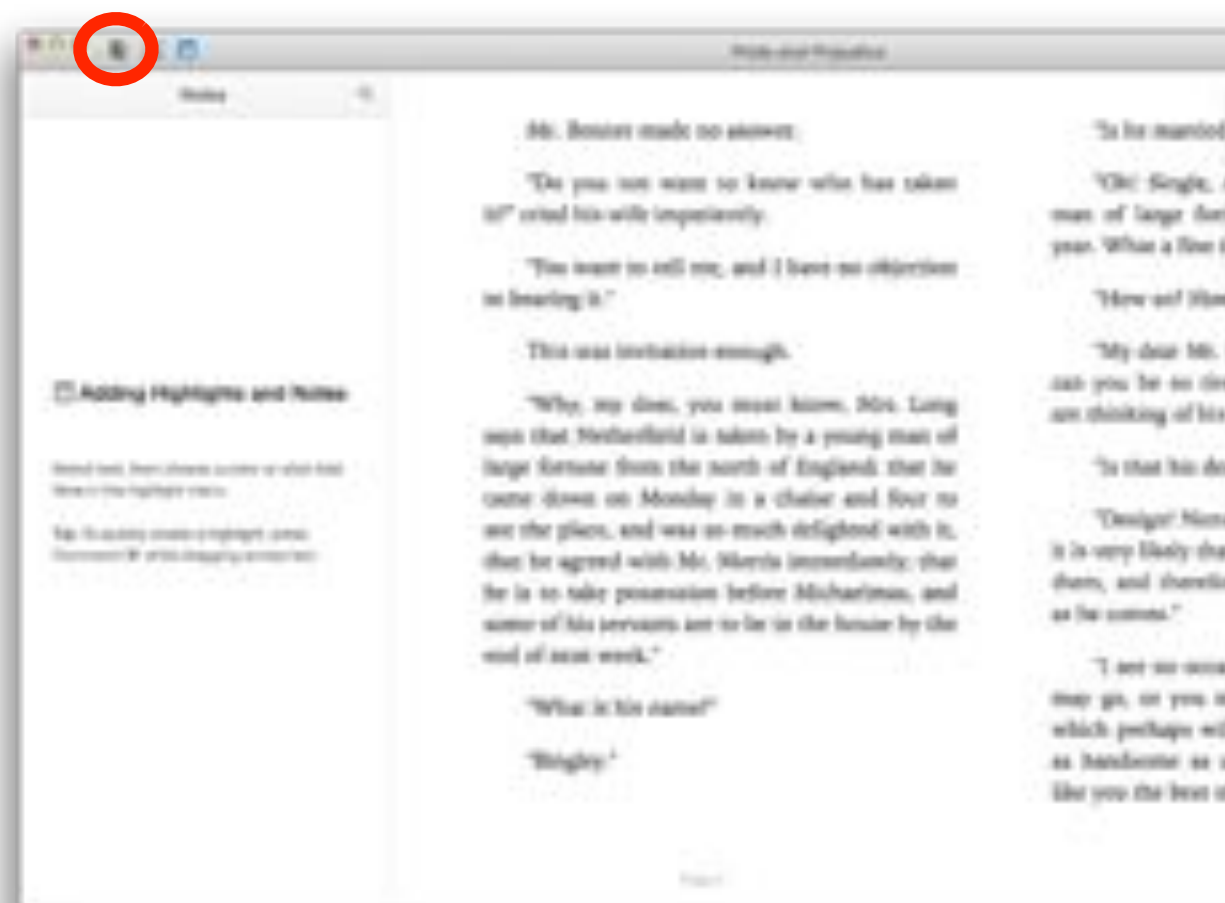 Pride and Prejudice
Notes
Adding Highlights and Notes
Mr. Bennet made no answer.
"Do you not want to know who has taken
it?" cried his wife impatiently.
"You want to tell me, and I have no objection
to hearing it."
This was invitation enough.
"Why, my dear, you must know, Mrs. Long
says that Netherfield is taken by a young man of
large fortune from the north of England; that he
came down on Monday in a chaise and four to
see the place, and was so much delighted with it,
that he agreed with Mr. Morris immediately; that
he is to take possession before Michaelmas, and
some of his servants are to be in the house by the
end of next week."
"What is his name?"
"Bingley."
"Is he married
"Oh! Single,
man of large
year. What a fine
"How so?
"My dear Mr.
can you be so
are thinking of his
"Is that his
"Design!
it is very likely that
them, and therefore
as he comes."
"I see no
may go, or you
which perhaps will
as handsome as
like you the best